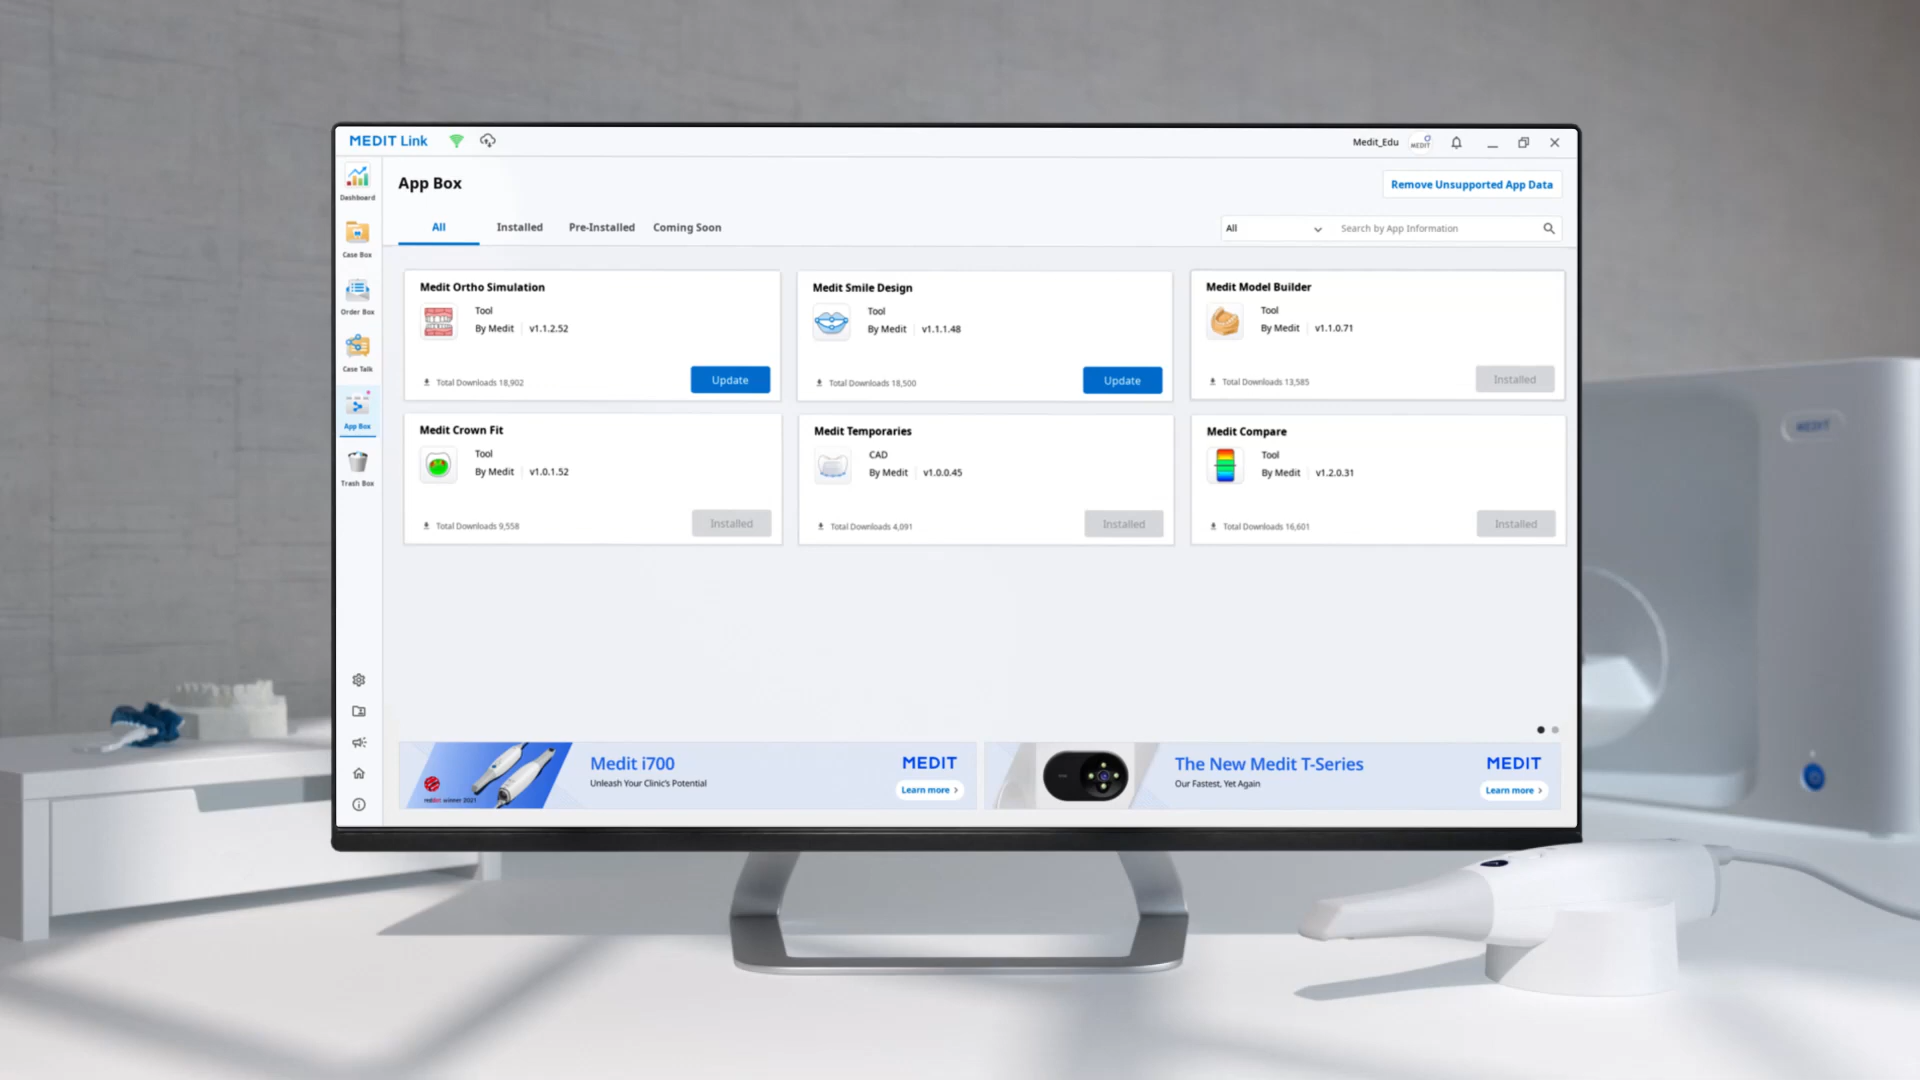 MEDIT Link
Medit_Edu
MEDIT
Dashboard
Case Box
Order Box
Case Talk
App Box
Trash Box
App Box
Remove Unsupported App Data
All
Installed
Pre-Installed
Coming Soon
All
Search by App Information
Medit Ortho Simulation
Tool
By Medit
v1.1.2.52
Total Downloads 18,902
Update
Medit Smile Design
Tool
By Medit
v1.1.1.48
Total Downloads 18,500
Update
Medit Model Builder
Tool
By Medit
v1.1.0.71
Total Downloads 13,585
Installed
Medit Crown Fit
Tool
By Medit
v1.0.1.52
Total Downloads 9,558
Installed
Medit Temporaries
CAD
By Medit
v1.0.0.45
Total Downloads 4,091
Installed
Medit Compare
Tool
By Medit
v1.2.0.31
Total Downloads 16,601
Installed
reddot winner 2021
Medit i700
Unleash Your Clinic's Potential
MEDIT
Learn more
The New Medit T-Series
Our Fastest, Yet Again
MEDIT
Learn more
MEDIT